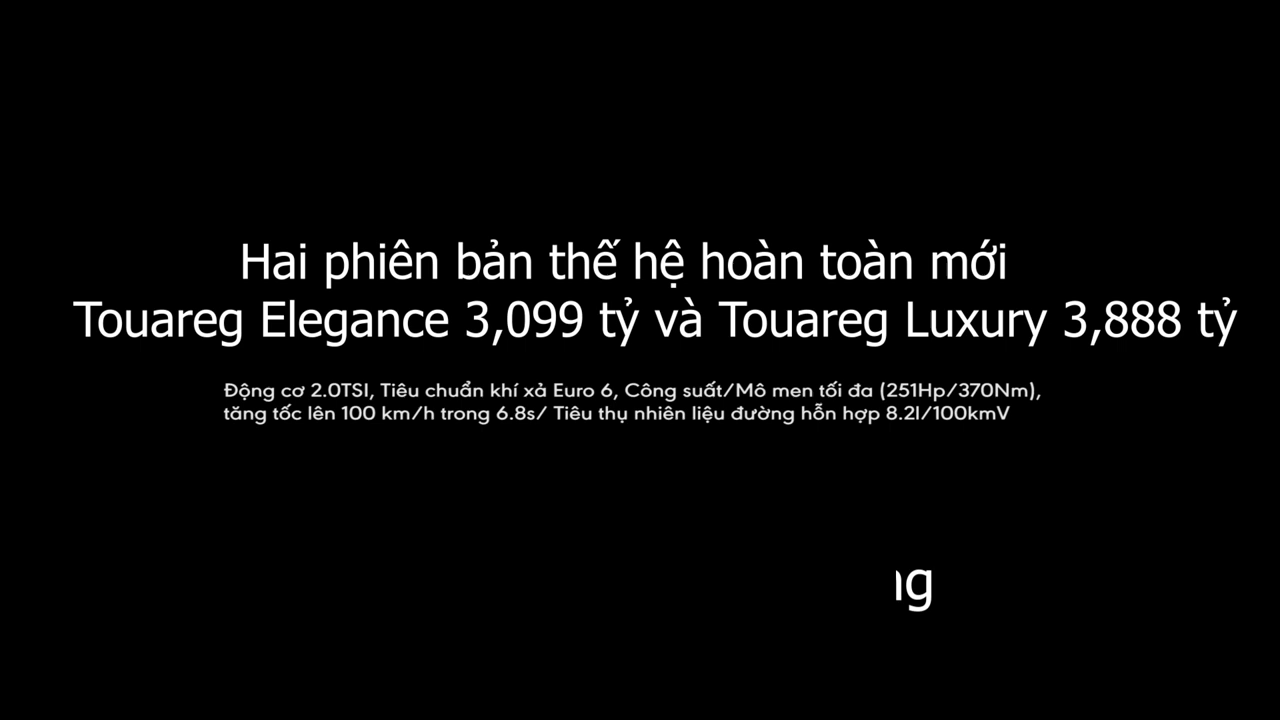 Hai phiên bản thế hệ hoàn toàn mới
Touareg Elegance 3,099 tỷ và Touareg Luxury 3,888 tỷ
Động cơ 2.0TSI, Tiêu chuẩn khí xả Euro 6, Công suất/Mô men tối đa (251Hp/370Nm),
tăng tốc lên 100 km/h trong 6.8s/ Tiêu thụ nhiên liệu đường hỗn hợp 8.2l/100kmV